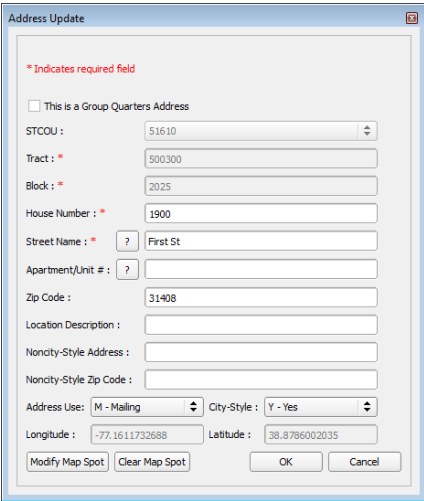 Address Update
* Indicates required field
This is a Group Quarters Address
STCOU : 51610
Tract : * 500300
Block : * 2025
House Number : * 1900
Street Name : * ? First St
Apartment/Unit # : ?
Zip Code : 31408
Location Description :
Noncity-Style Address :
Noncity-Style Zip Code :
Address Use: M - Mailing City-Style : Y - Yes
Longitude : -77.1611732688 Latitude : 38.8786002035
Modify Map Spot Clear Map Spot OK Cancel